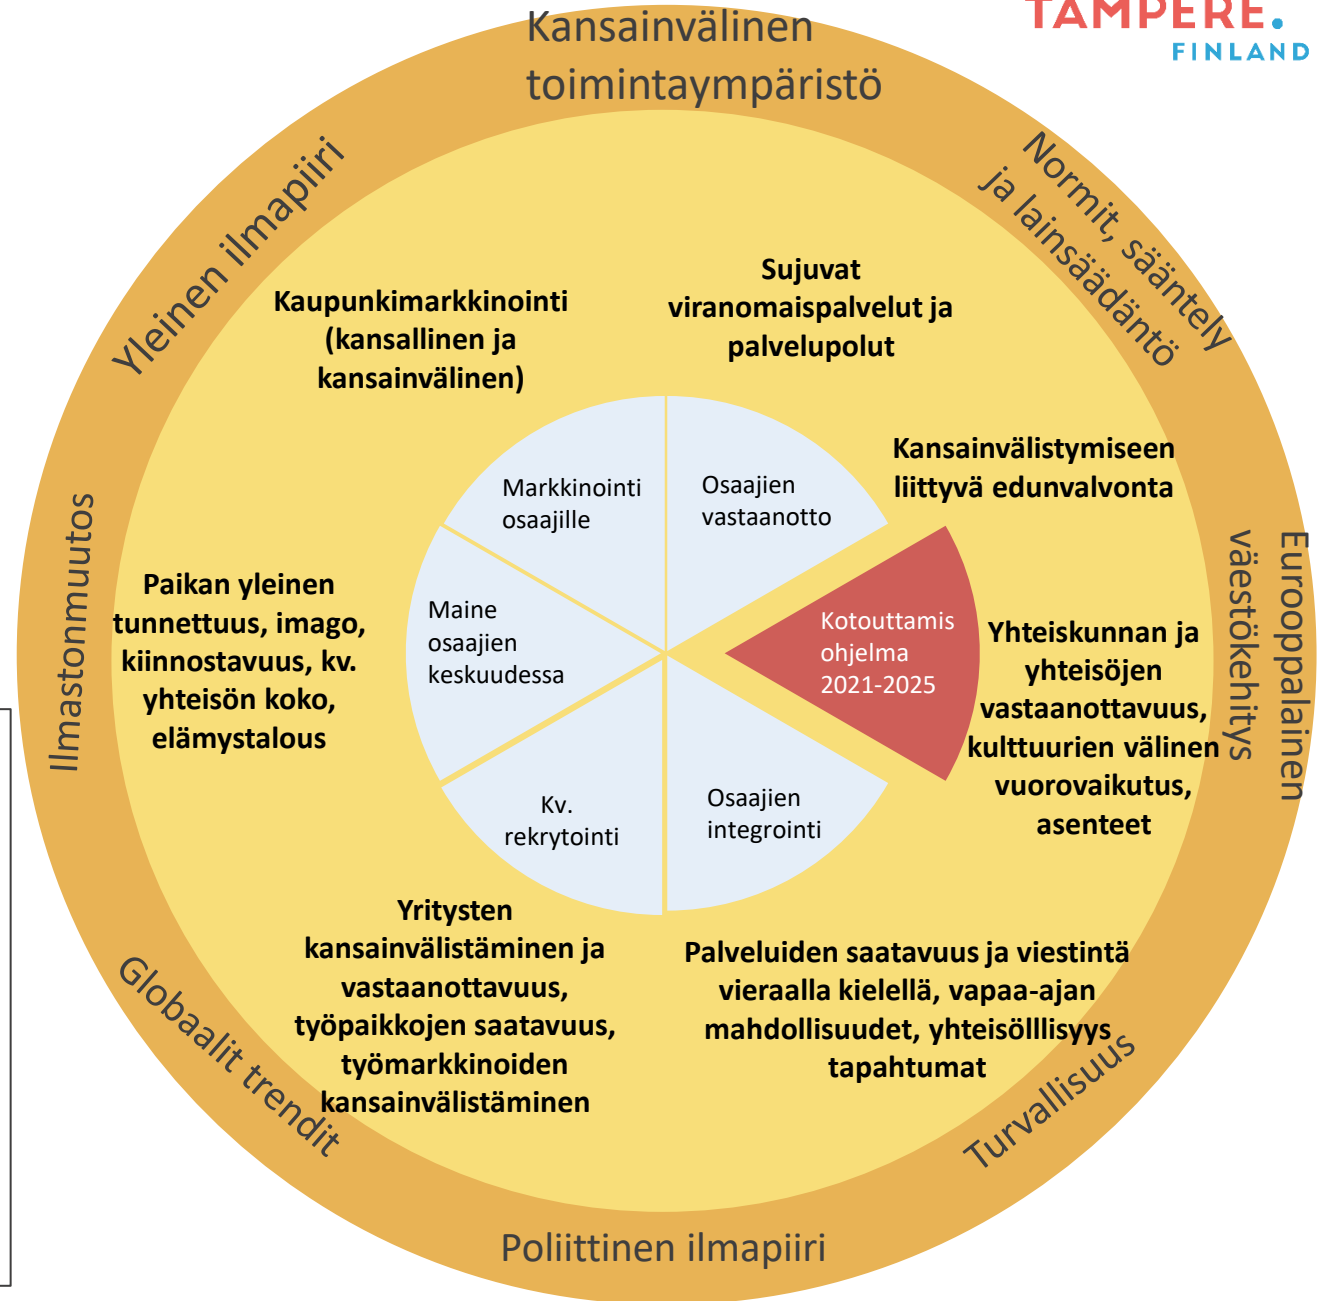 TAMPERE.
FINLAND
Kansainvälinen
toimintaympäristö
Yleinen ilmapiiri
Normit, sääntely
ja lainsäädäntö
Kaupunkimarkkinointi
(kansallinen ja
kansainvälinen)
Sujuvat
viranomaispalvelut ja
palvelupolut
Kansainvälistymiseen
liittyvä edunvalvonta
Markkinointi
osaajille
Osaajien
vastaanotto
Ilmastonmuutos
Paikan yleinen
tunnettuus, imago,
kiinnostavuus, kv.
yhteisön koko,
elämystalous
Maine
osaajien
keskuudessa
Kotouttamis
ohjelma
2021-2025
Yhteiskunnan ja
yhteisöjen
vastaanottavuus,
kulttuurien välinen
vuorovaikutus,
asenteet
Eurooppalainen
väestökehitys
Kv.
rekrytointi
Osaajien
integrointi
Yritysten
kansainvälistäminen ja
vastaanottavuus,
työpaikkojen saatavuus,
työmarkkinoiden
kansainvälistäminen
Palveluiden saatavuus ja viestintä
vieraalla kielellä, vapaa-ajan
mahdollisuudet, yhteisölllisyys
tapahtumat
Globaalit trendit
Turvallisuus
Poliittinen ilmapiiri